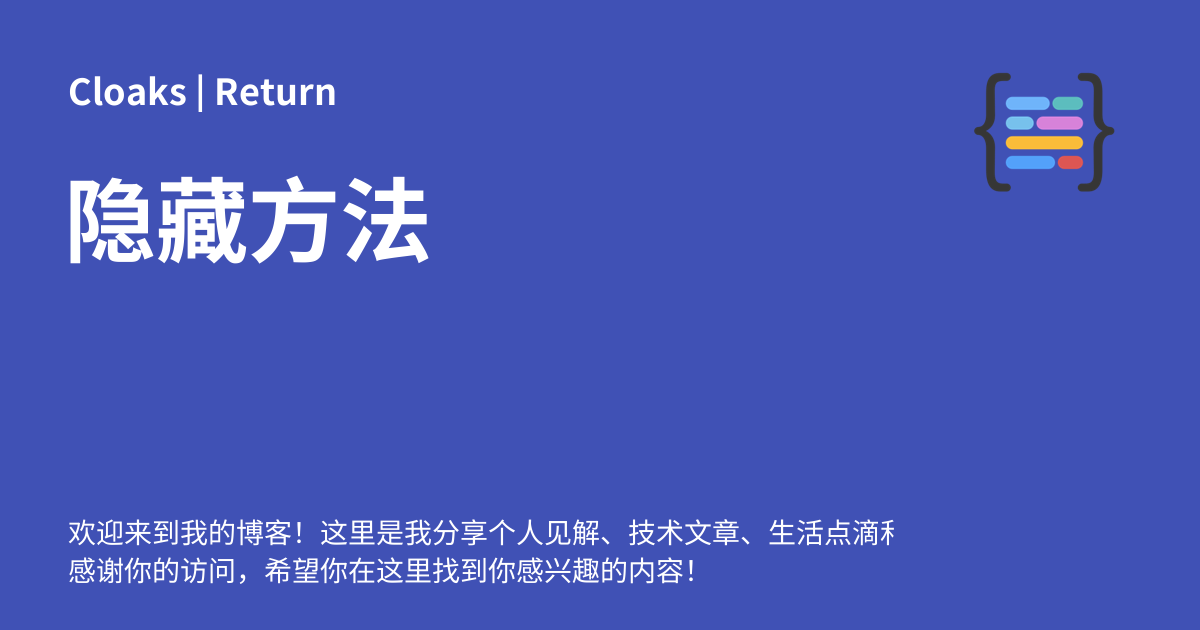 Cloaks | Return
隐藏方法
欢迎来到我的博客！这里是我分享个人见解、技术文章、生活点滴
感谢你的访问，希望你在这里找到你感兴趣的内容！